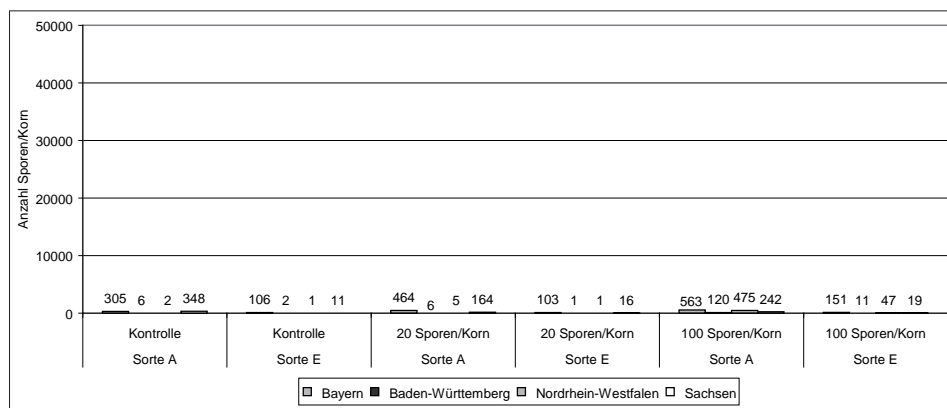 Anzahl Sporen/Korn
50000
40000
30000
20000
10000
0
305 6 2 348 106 2 1 11 464 6 5 164 103 1 1 16 563 120 475 242 151 11 47 19
Kontrolle Kontrolle 20 Sporen/Korn 20 Sporen/Korn 100 Sporen/Korn 100 Sporen/Korn
Sorte A Sorte E Sorte A Sorte E Sorte A Sorte E
Bayern Baden-Württemberg Nordrhein-Westfalen Sachsen